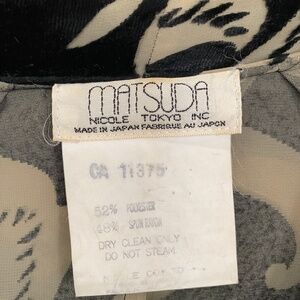 MATSUDA
NICOLE TOKYO INC
MADE IN JAPAN FABRIQUE AU JAPON
CA 11375
52% POLYESTER
48% SPUN RAYON
DRY CLEAN ONLY
DO NOT STEAM.